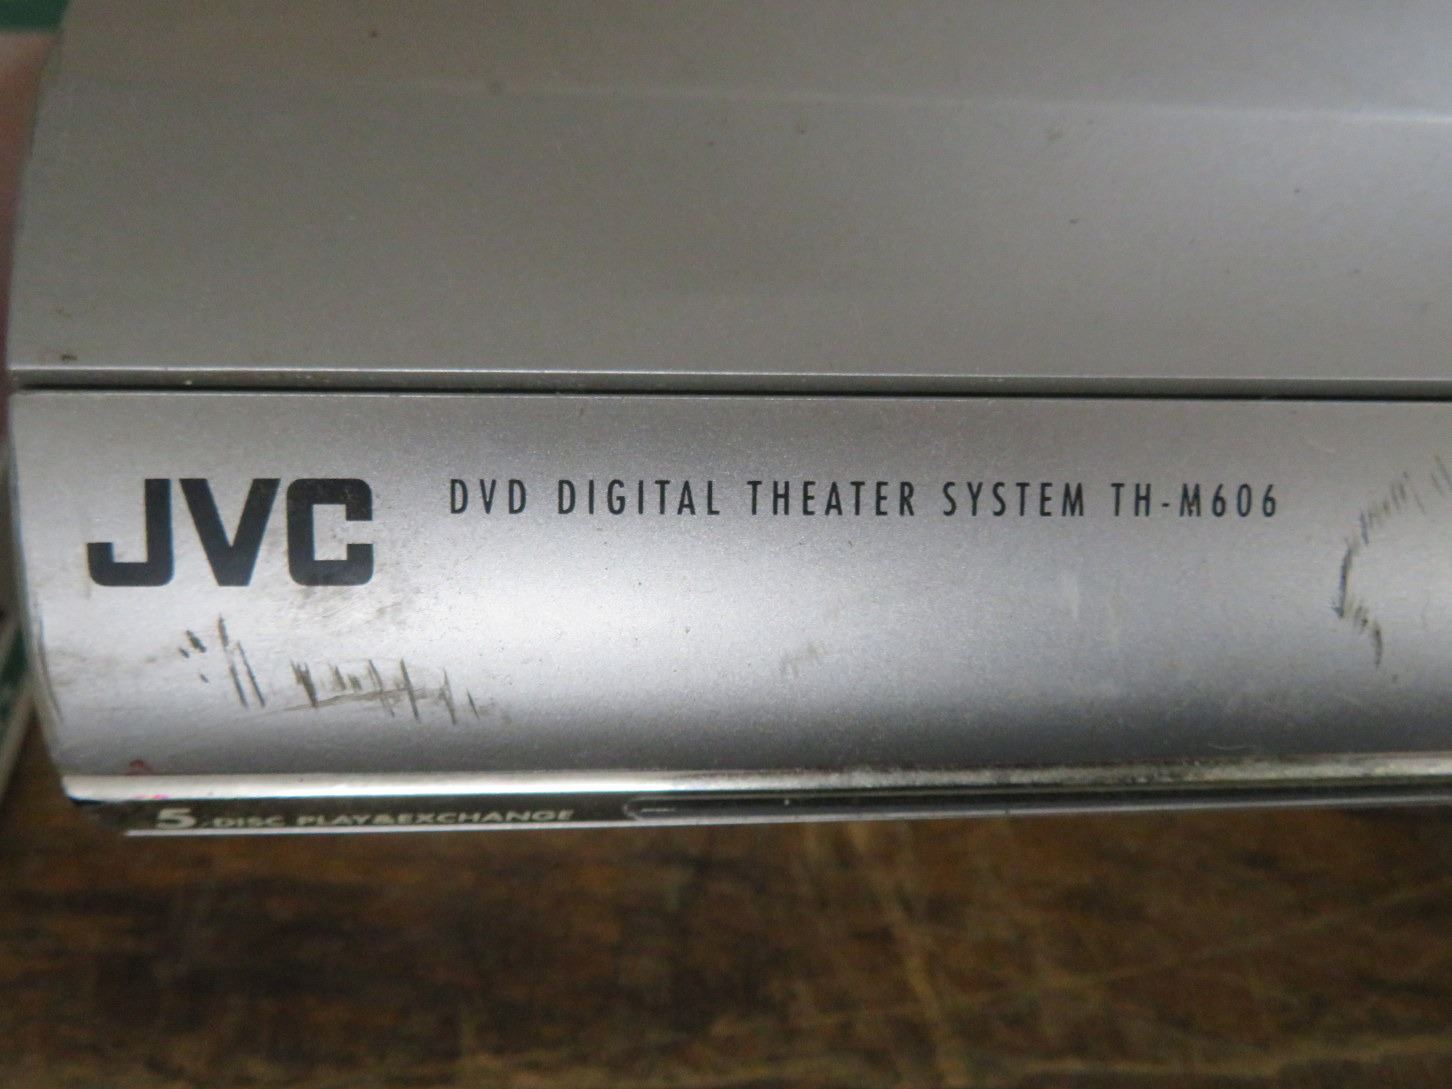 JVC
DVD DIGITAL THEATER SYSTEM TH-M606
5-DISC PLAY&EXCHANGE